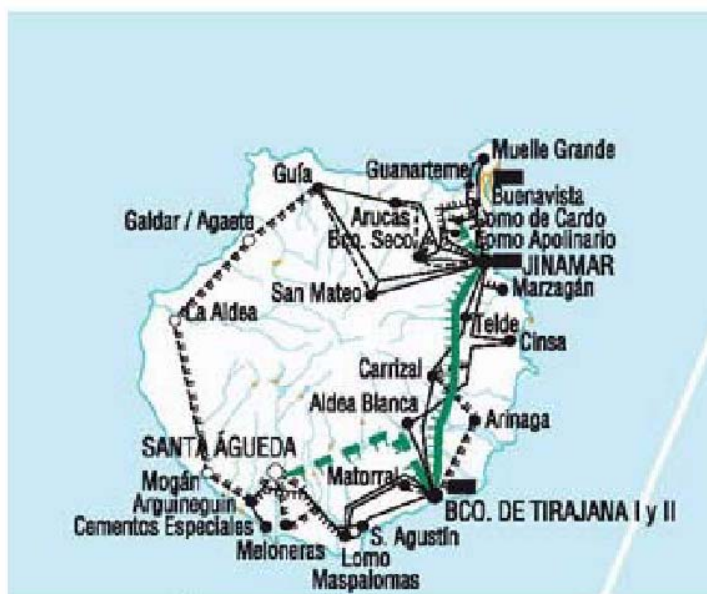 Muelle Grande
Guanarteme
Guía
Buenavista
Arucas
Lomo de Cardo
Galdar / Agaete
Bco. Seco
Lomo Apolinario
JINAMAR
San Mateo
Marzagán
La Aldea
Telde
Cinsa
Carrizal
Aldea Blanca
Arinaga
SANTA ÁGUEDA
Mogán
Matorral
Arguineguin
BCO. DE TIRAJANA I y II
Cementos Especiales
S. Agustín
Meloneras
Lomo
Maspalomas